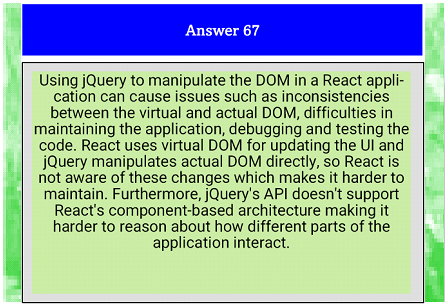 Answer 67
Using jQuery to manipulate the DOM in a React appli-
cation can cause issues such as inconsistencies
between the virtual and actual DOM, difficulties in
maintaining the application, debugging and testing the
code. React uses virtual DOM for updating the UI and
jQuery manipulates actual DOM directly, so React is
not aware of these changes which makes it harder to
maintain. Furthermore, jQuery's API doesn't support
React's component-based architecture making it
harder to reason about how different parts of the
application interact.